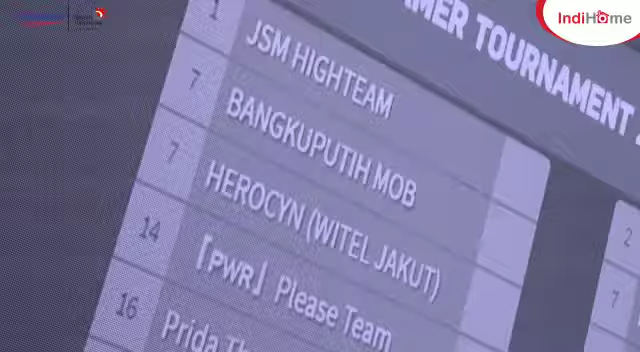 IndiHome
MER TOURNAMENT
1 JSM HIGHTEAM
7 BANGKUPUTIH MOB
7 HEROCYN (WITEL JAKUT)
14 「PWR」 Please Team
16 Prida
2
7